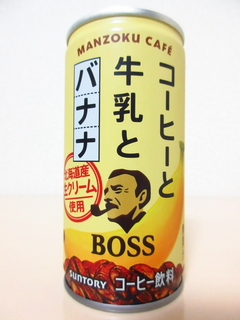 MANZOKU CAFÉ
コーヒーと
牛乳と
バナナ
北海道産
生クリーム
使用
BOSS
SUNTORY コーヒー飲料